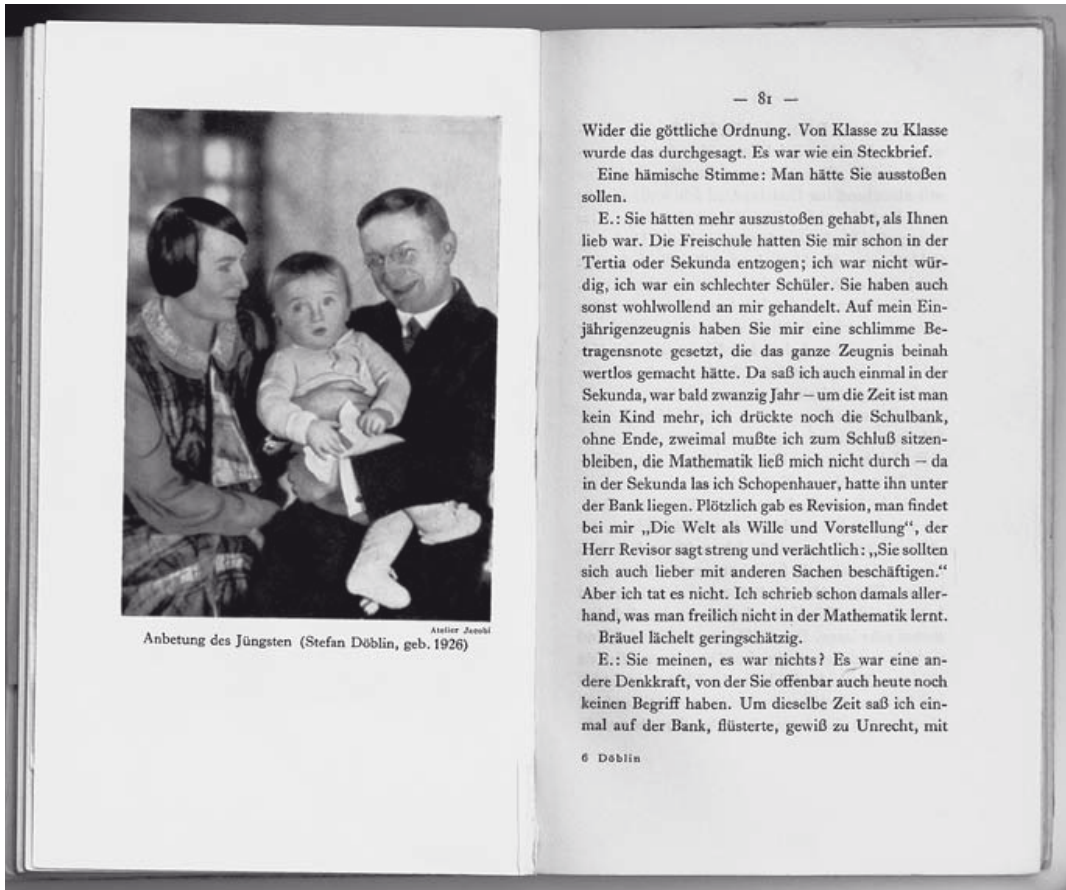 Atelier Jacobi
Anbetung des Jüngsten (Stefan Döblin, geb. 1926)
— 81 —
Wider die göttliche Ordnung. Von Klasse zu Klasse
wurde das durchgesagt. Es war wie ein Steckbrief.
Eine hämische Stimme: Man hätte Sie ausstoßen
sollen.
E.: Sie hätten mehr auszustoßen gehabt, als Ihnen
lieb war. Die Freischule hatten Sie mir schon in der
Tertia oder Sekunda entzogen; ich war nicht wür-
dig, ich war ein schlechter Schüler. Sie haben auch
sonst wohlwollend an mir gehandelt. Auf mein Ein-
jährigenzeugnis haben Sie mir eine schlimme Be-
tragensnote gesetzt, die das ganze Zeugnis beinah
wertlos gemacht hätte. Da saß ich auch einmal in der
Sekunda, war bald zwanzig Jahr — um die Zeit ist man
kein Kind mehr, ich drückte noch die Schulbank,
ohne Ende, zweimal mußte ich zum Schluß sitzen-
bleiben, die Mathematik ließ mich nicht durch — da
in der Sekunda las ich Schopenhauer, hatte ihn unter
der Bank liegen. Plötzlich gab es Revision, man findet
bei mir „Die Welt als Wille und Vorstellung“, der
Herr Revisor sagt streng und verächtlich: „Sie sollten
sich auch lieber mit anderen Sachen beschäftigen.“
Aber ich tat es nicht. Ich schrieb schon damals aller-
hand, was man freilich nicht in der Mathematik lernt.
Bräuel lächelt geringschätzig.
E.: Sie meinen, es war nichts? Es war eine an-
dere Denkkraft, von der Sie offenbar auch heute noch
keinen Begriff haben. Um dieselbe Zeit saß ich ein-
mal auf der Bank, flüsterte, gewiß zu Unrecht, mit
6 Döblin